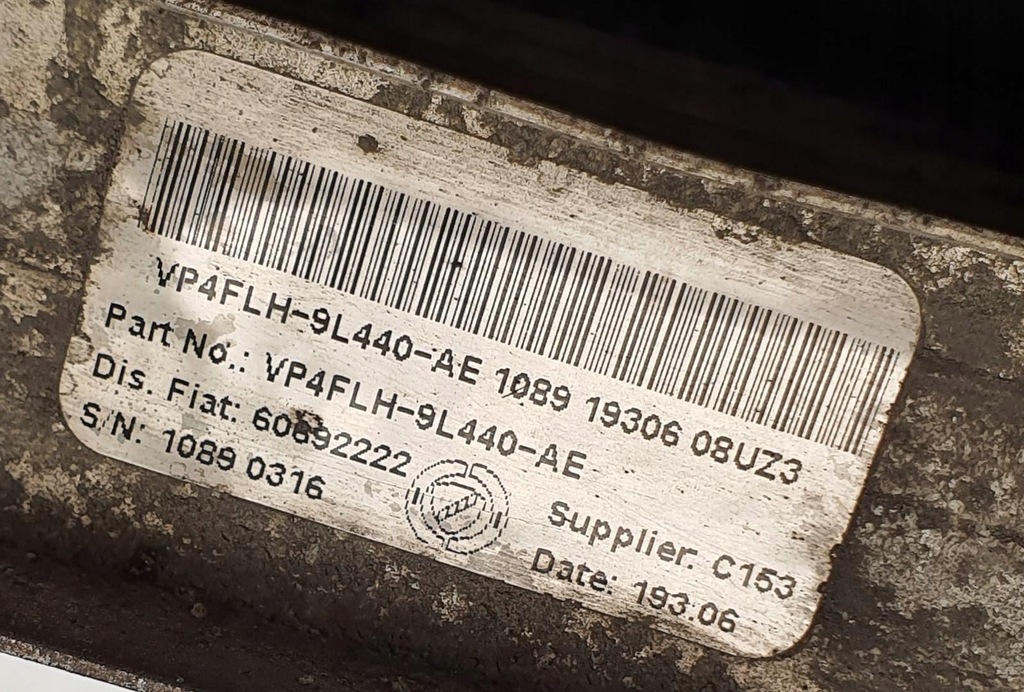 VP4FLH-9L440-AE 1089 19306 08UZ3
Part No.: VP4FLH-9L440-AE
Dis. Fiat: 60692222
S/N: 1089 0316
Supplier: C153
Date: 193.06